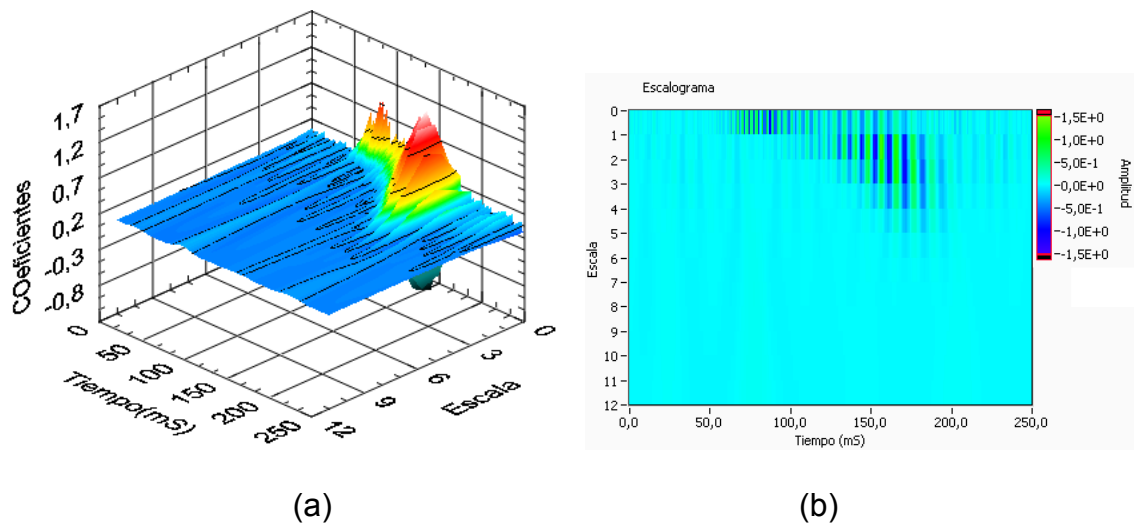 1,7
1,2
0,7
0,2
-0,3
-0,8
COeficientes
0
50
100
150
200
250
Tiempo(mS)
12
9
6
3
0
Escala
(a)
Escalograma
0
1
2
3
4
5
6
7
8
9
10
11
12
Escala
0,0
50,0
100,0
150,0
200,0
250,0
Tiempo (mS)
1,5E+0
1,0E+0
5,0E-1
-0,0E+0
-5,0E-1
-1,0E+0
-1,5E+0
Amplitud
(b)